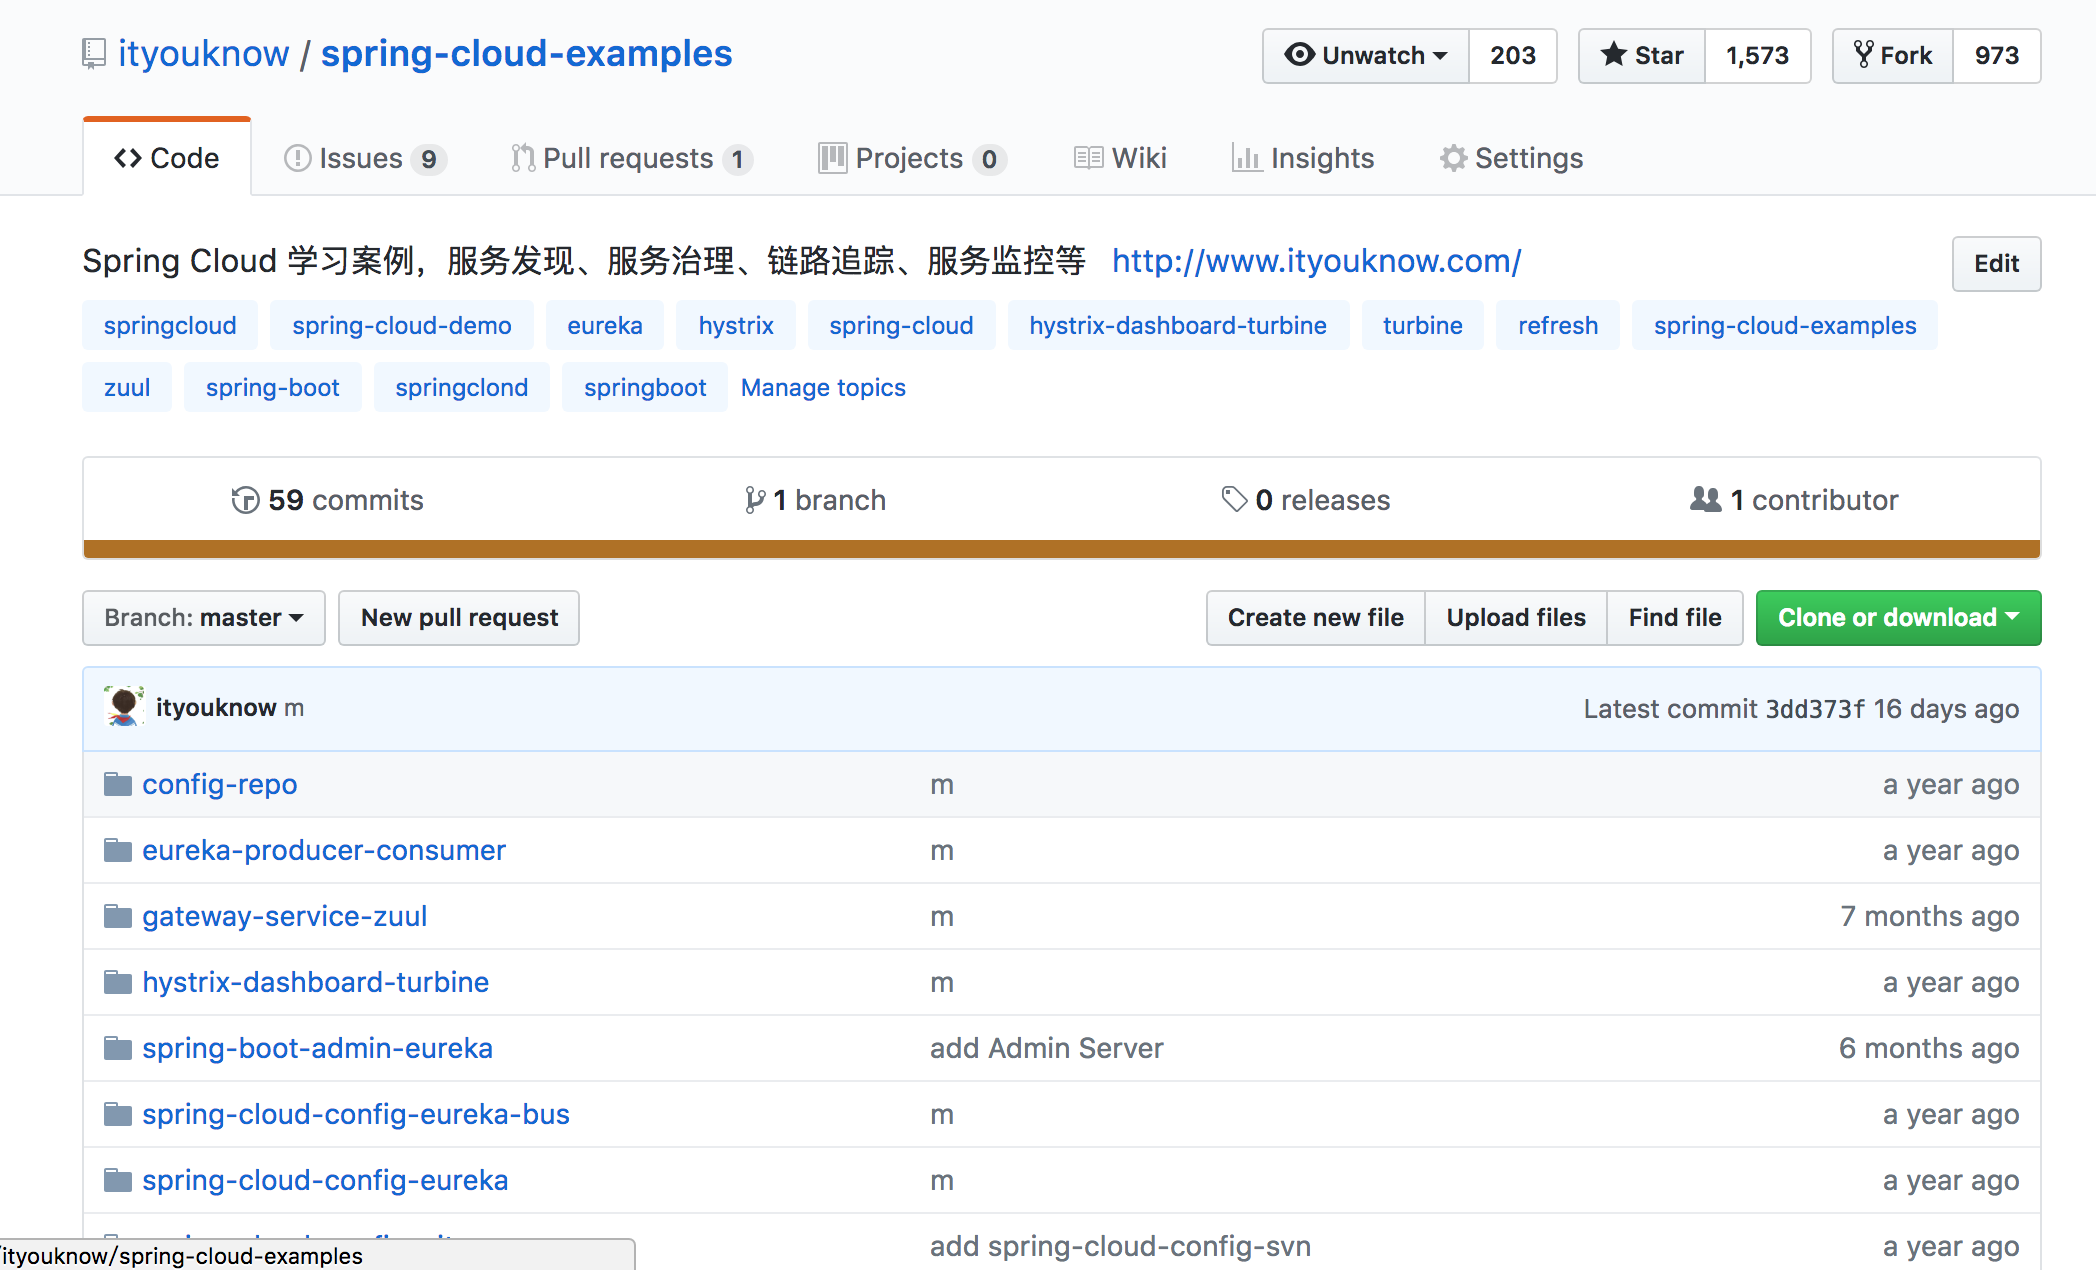 ityouknow / spring-cloud-examples Unwatch 203 Star 1,573 Fork 973
Code Issues 9 Pull requests 1 Projects 0 Wiki Insights Settings
Spring Cloud 学习案例，服务发现、服务治理、链路追踪、服务监控等 http://www.ityouknow.com/ Edit
springcloud spring-cloud-demo eureka hystrix spring-cloud hystrix-dashboard-turbine turbine refresh spring-cloud-examples
zuul spring-boot springclond springboot Manage topics
59 commits 1 branch 0 releases 1 contributor
Branch: master New pull request Create new file Upload files Find file Clone or download
ityouknow m Latest commit 3dd373f 16 days ago
config-repo m a year ago
eureka-producer-consumer m a year ago
gateway-service-zuul m 7 months ago
hystrix-dashboard-turbine m a year ago
spring-boot-admin-eureka add Admin Server 6 months ago
spring-cloud-config-eureka-bus m a year ago
spring-cloud-config-eureka m a year ago
add spring-cloud-config-svn a year ago
ityouknow/spring-cloud-examples